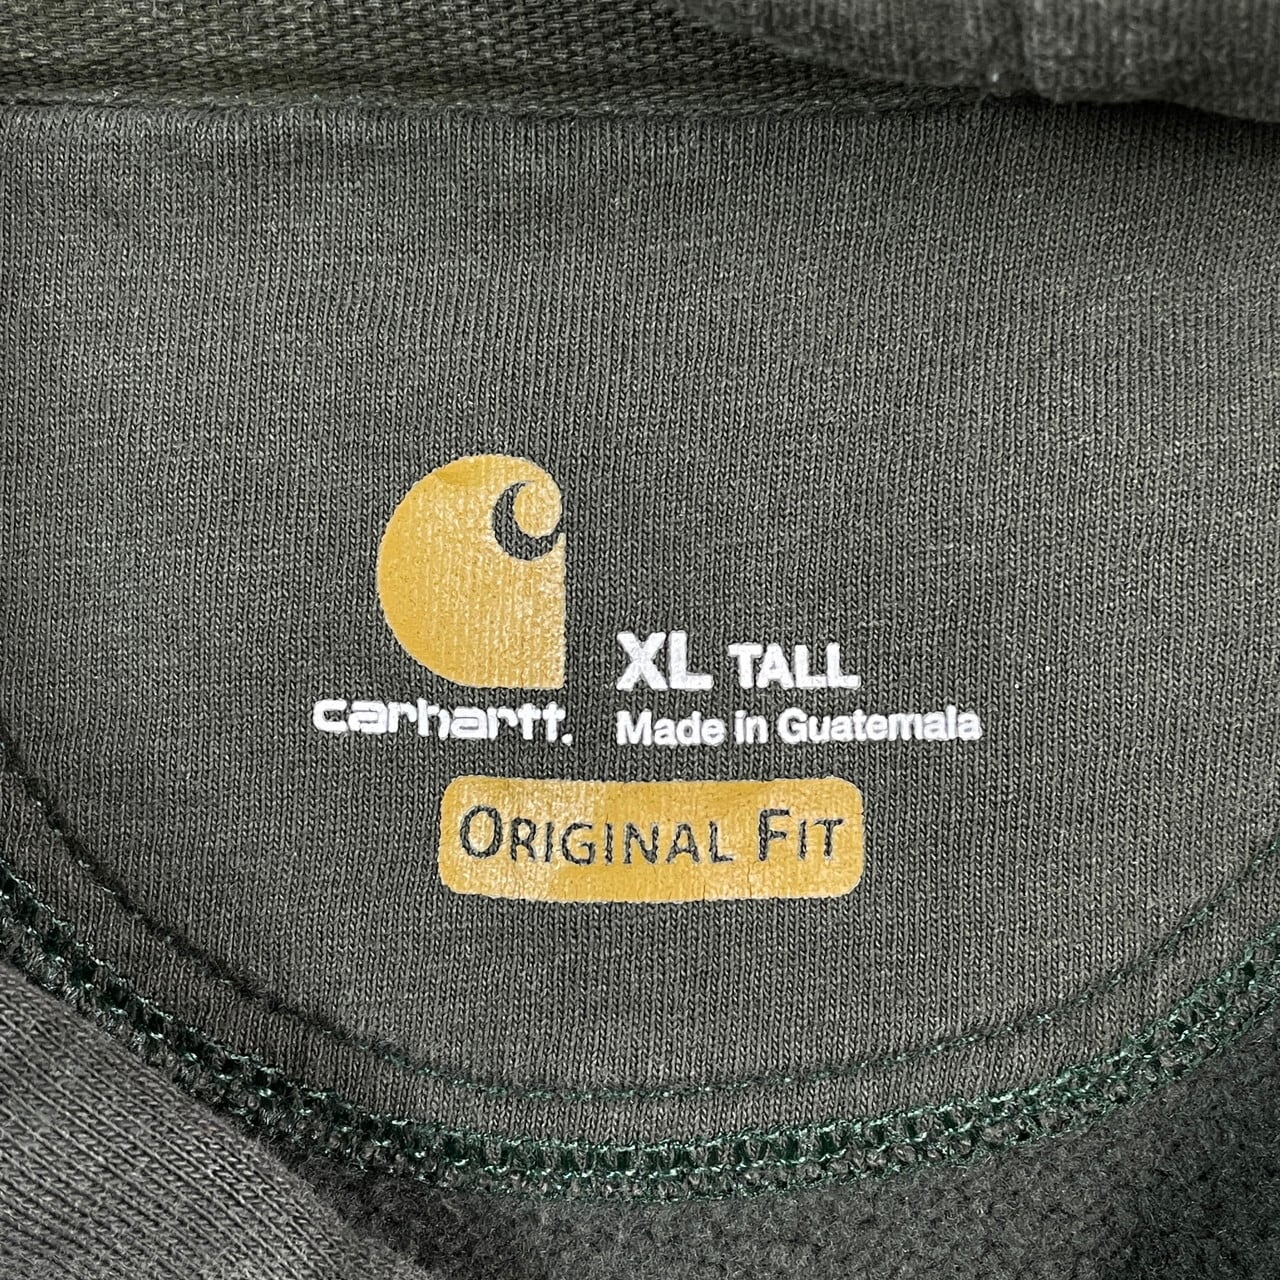 carhartt.
XL TALL
Made in Guatemala
ORIGINAL FIT